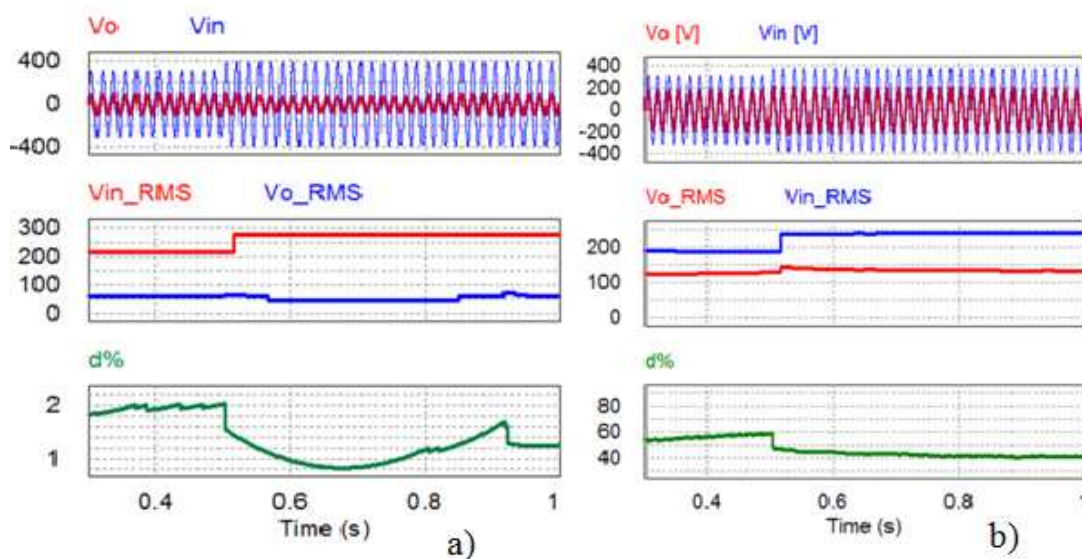 Vo Vin
400
0
-400
Vin_RMS Vo_RMS
300
200
100
0
d%
2
1
0.4 0.6 0.8 1
Time (s)
a)
Vo [V] Vin [V]
400
200
0
-200
-400
Vo_RMS Vin_RMS
200
100
0
d%
80
60
40
0.4 0.6 0.8 1
Time (s)
b)